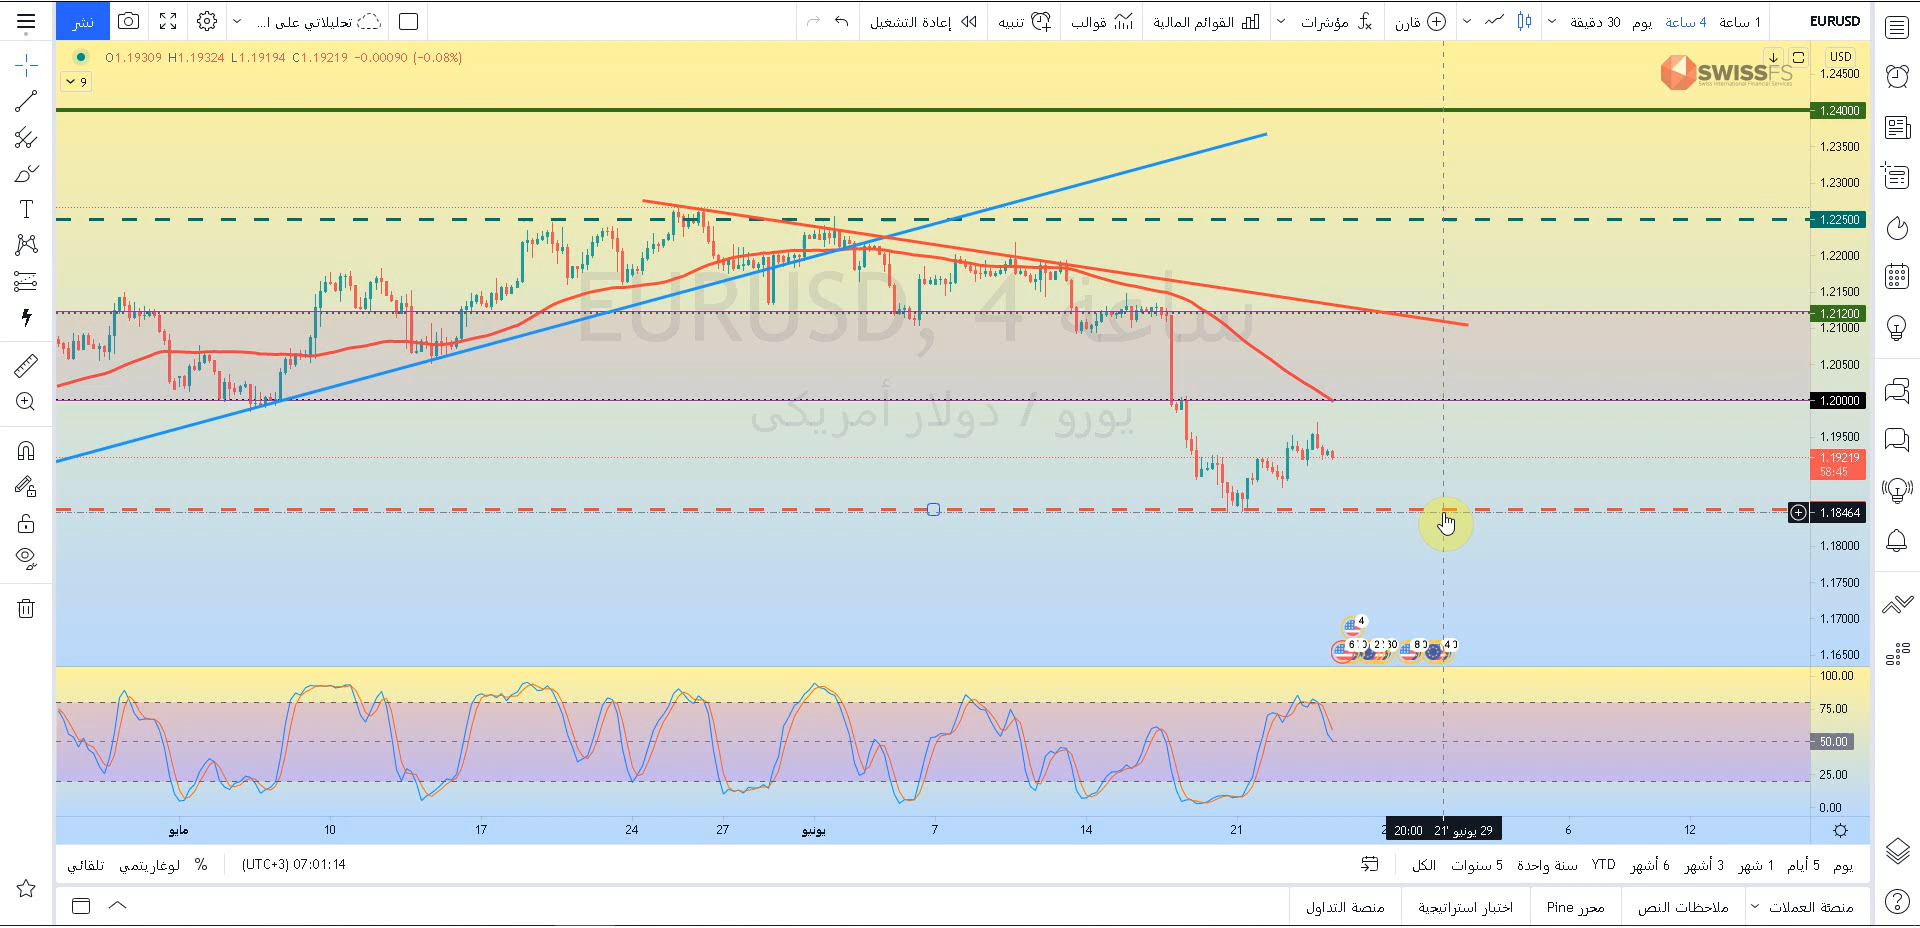 نشر
تحليلاتي على ا...
إعادة التشغيل
تنبيه
قوالب
القوائم المالية
مؤشرات
قارن
30 دقيقة
يوم
4 ساعة
1 ساعة
EURUSD
O1.19309 H1.19324 L1.19194 C1.19219 −0.00090 (−0.08%)
9
SWISSFS
Swiss International Financial Services
USD
1.24500
1.24000
1.23500
1.23000
1.22500
1.22000
1.21500
1.21200
1.21000
1.20500
1.20000
1.19500
1.19219
58:45
1.18464
1.18000
1.17500
1.17000
1.16500
EURUSD, 4 ساعة
يورو / دولار أمريكي
100.00
75.00
50.00
25.00
0.00
مايو
10
17
24
27
يونيو
7
14
21
29 يونيو '21 20:00
6
12
تلقائي
لوغاريتمي
%
07:01:14 (UTC+3)
الكل
5 سنوات
سنة واحدة
YTD
6 أشهر
3 أشهر
1 شهر
5 أيام
يوم
منصة التداول
اختبار استراتيجية
محرر Pine
ملاحظات النص
منصئة العملات